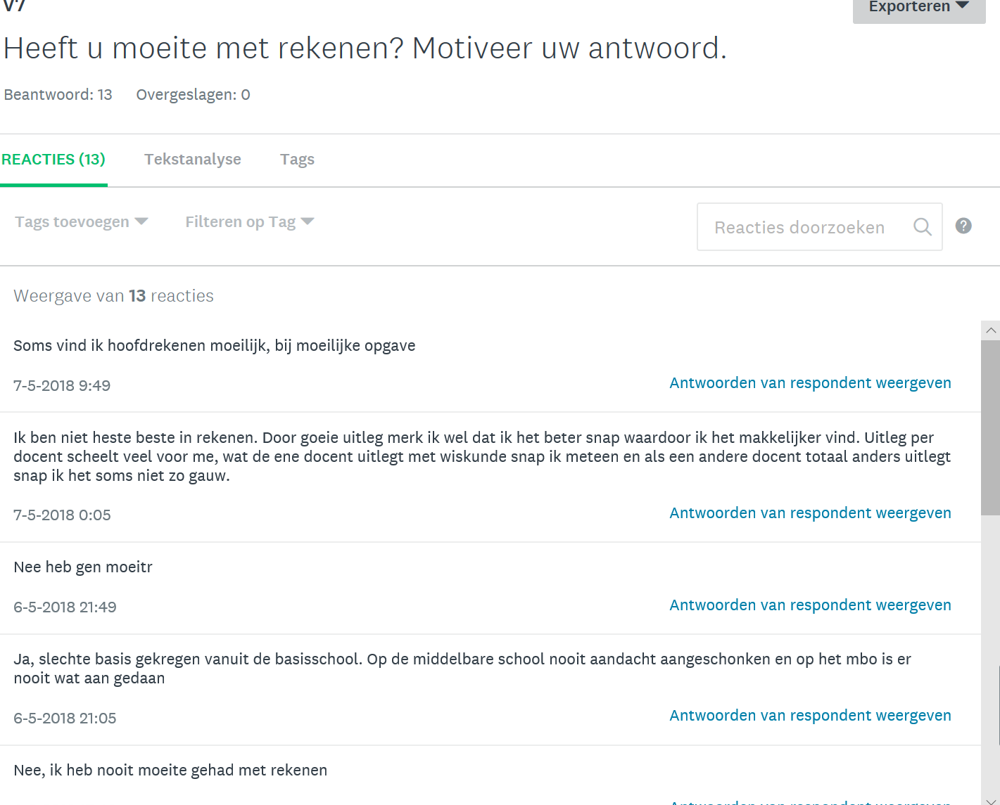 V7
Exporteren
Heeft u moeite met rekenen? Motiveer uw antwoord.
Beantwoord: 13 Overgeslagen: 0
REACTIES (13) Tekstanalyse Tags
Tags toevoegen Filteren op Tag Reacties doorzoeken ?
Weergave van 13 reacties
Soms vind ik hoofdrekenen moeilijk, bij moeilijke opgave
7-5-2018 9:49 Antwoorden van respondent weergeven
Ik ben niet heste beste in rekenen. Door goeie uitleg merk ik wel dat ik het beter snap waardoor ik het makkelijker vind. Uitleg per
docent scheelt veel voor me, wat de ene docent uitlegt met wiskunde snap ik meteen en als een andere docent totaal anders uitlegt
snap ik het soms niet zo gauw.
7-5-2018 0:05 Antwoorden van respondent weergeven
Nee heb gen moeitr
6-5-2018 21:49 Antwoorden van respondent weergeven
Ja, slechte basis gekregen vanuit de basisschool. Op de middelbare school nooit aandacht aangeschonken en op het mbo is er
nooit wat aan gedaan
6-5-2018 21:05 Antwoorden van respondent weergeven
Nee, ik heb nooit moeite gehad met rekenen